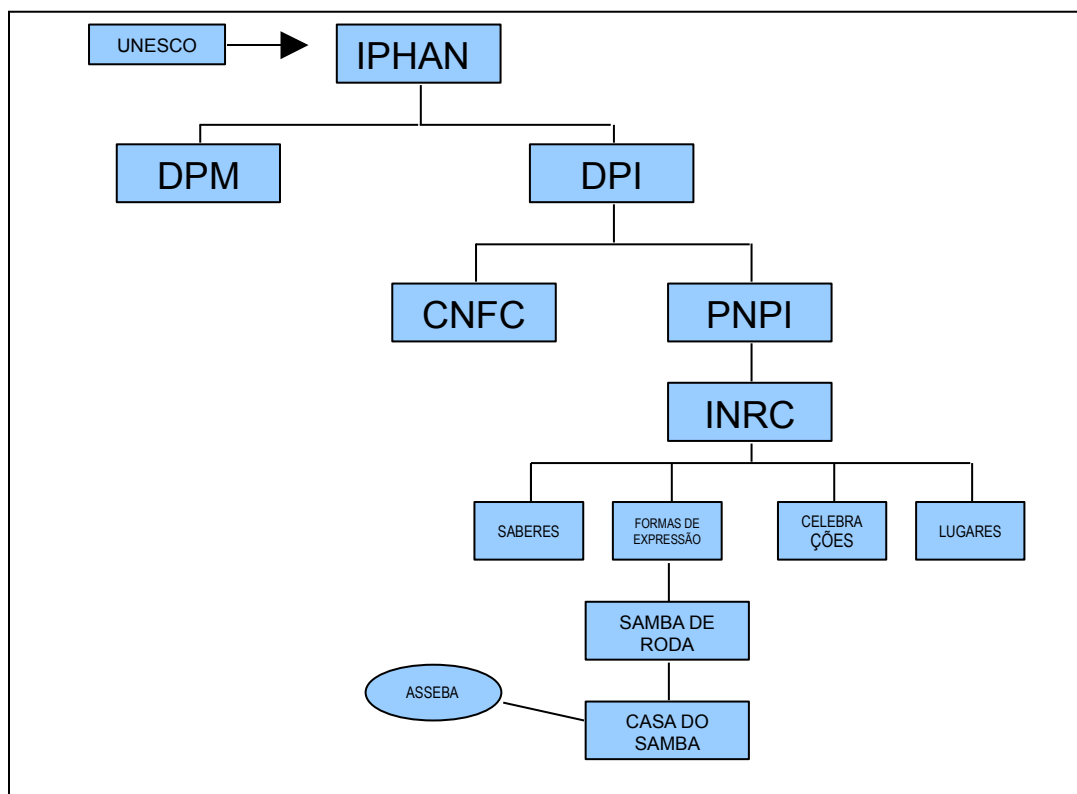 UNESCO
IPHAN
DPM
DPI
CNFC
PNPI
INRC
SABERES
FORMAS DE
EXPRESSÃO
CELEBRA
ÇÕES
LUGARES
SAMBA DE
RODA
ASSEBA
CASA DO
SAMBA